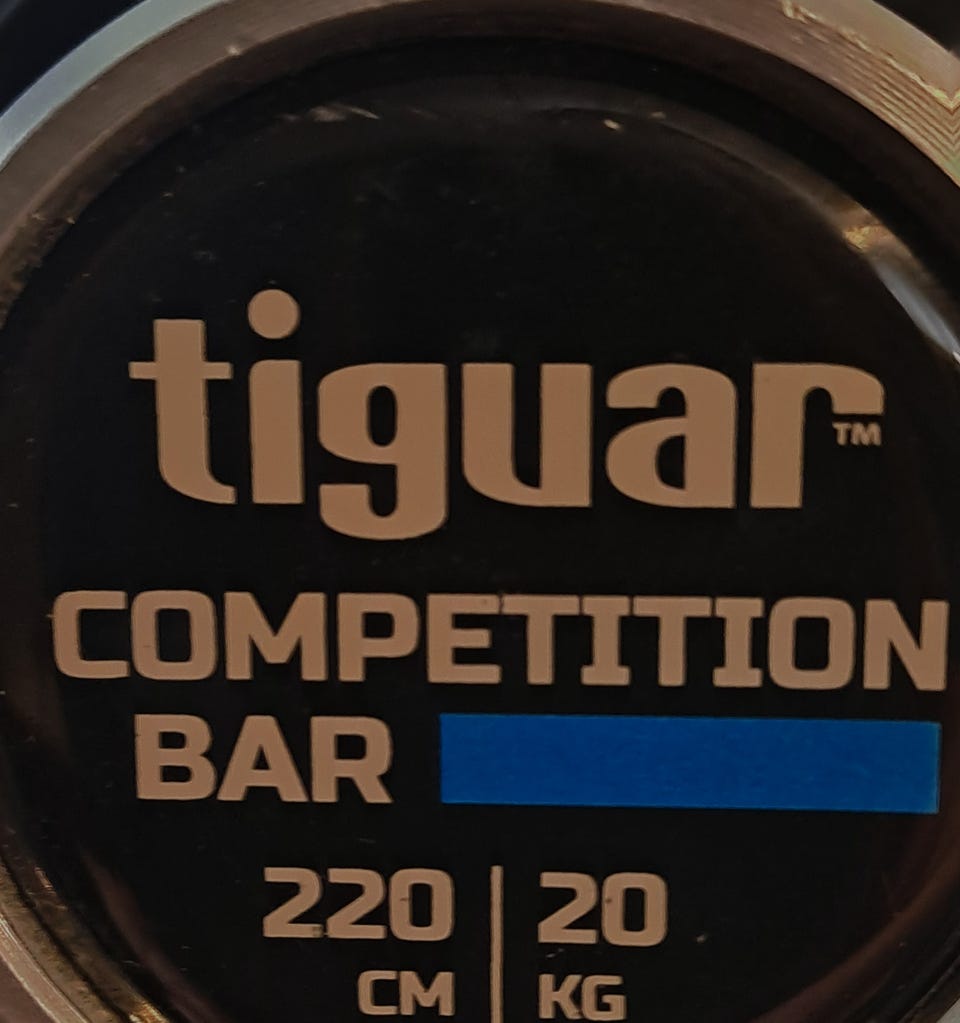 tiguar™
COMPETITION
BAR
220 | 20
CM | KG